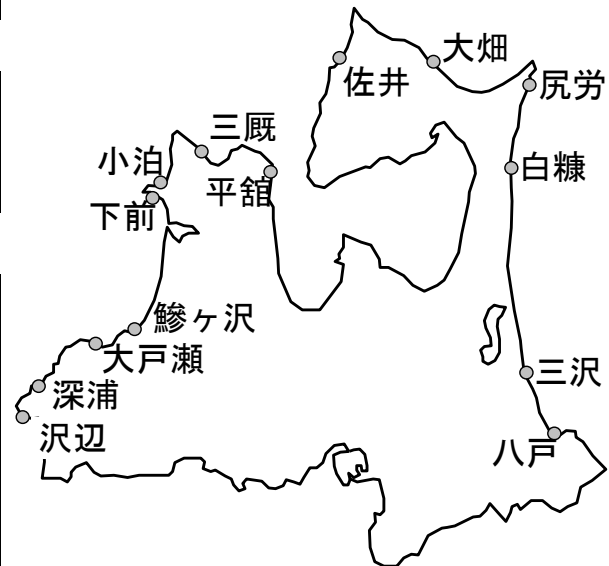 大畑
佐井
尻労
三厩
小泊
平舘
白糠
下前
鰺ヶ沢
大戸瀬
三沢
深浦
沢辺
八戸